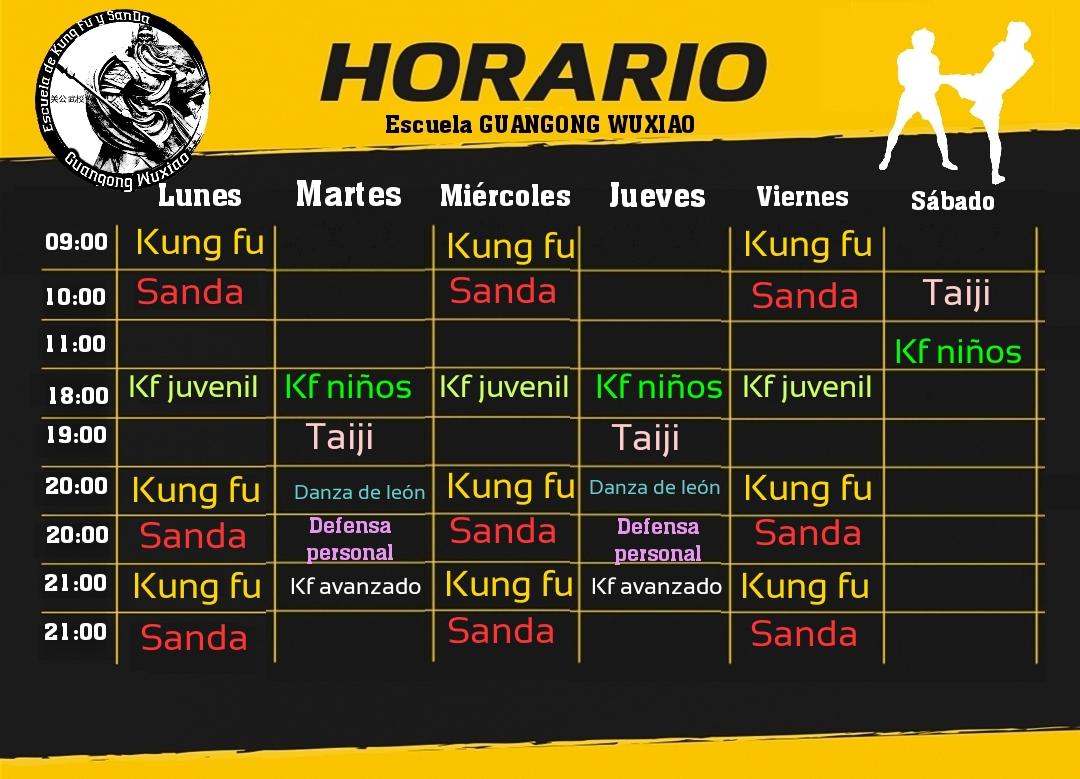 Escuela de Kung Fu y SanDa
关公武校
Guangong Wuxiao
HORARIO
Escuela GUANGONG WUXIAO
Lunes Martes Miércoles Jueves Viernes Sábado
09:00 Kung fu Kung fu Kung fu
10:00 Sanda Sanda Sanda Taiji
11:00 Kf niños
18:00 Kf juvenil Kf niños Kf juvenil Kf niños Kf juvenil
19:00 Taiji Taiji
20:00 Kung fu Danza de león Kung fu Danza de león Kung fu
20:00 Sanda Defensa personal Sanda Defensa personal Sanda
21:00 Kung fu Kf avanzado Kung fu Kf avanzado Kung fu
21:00 Sanda Sanda Sanda